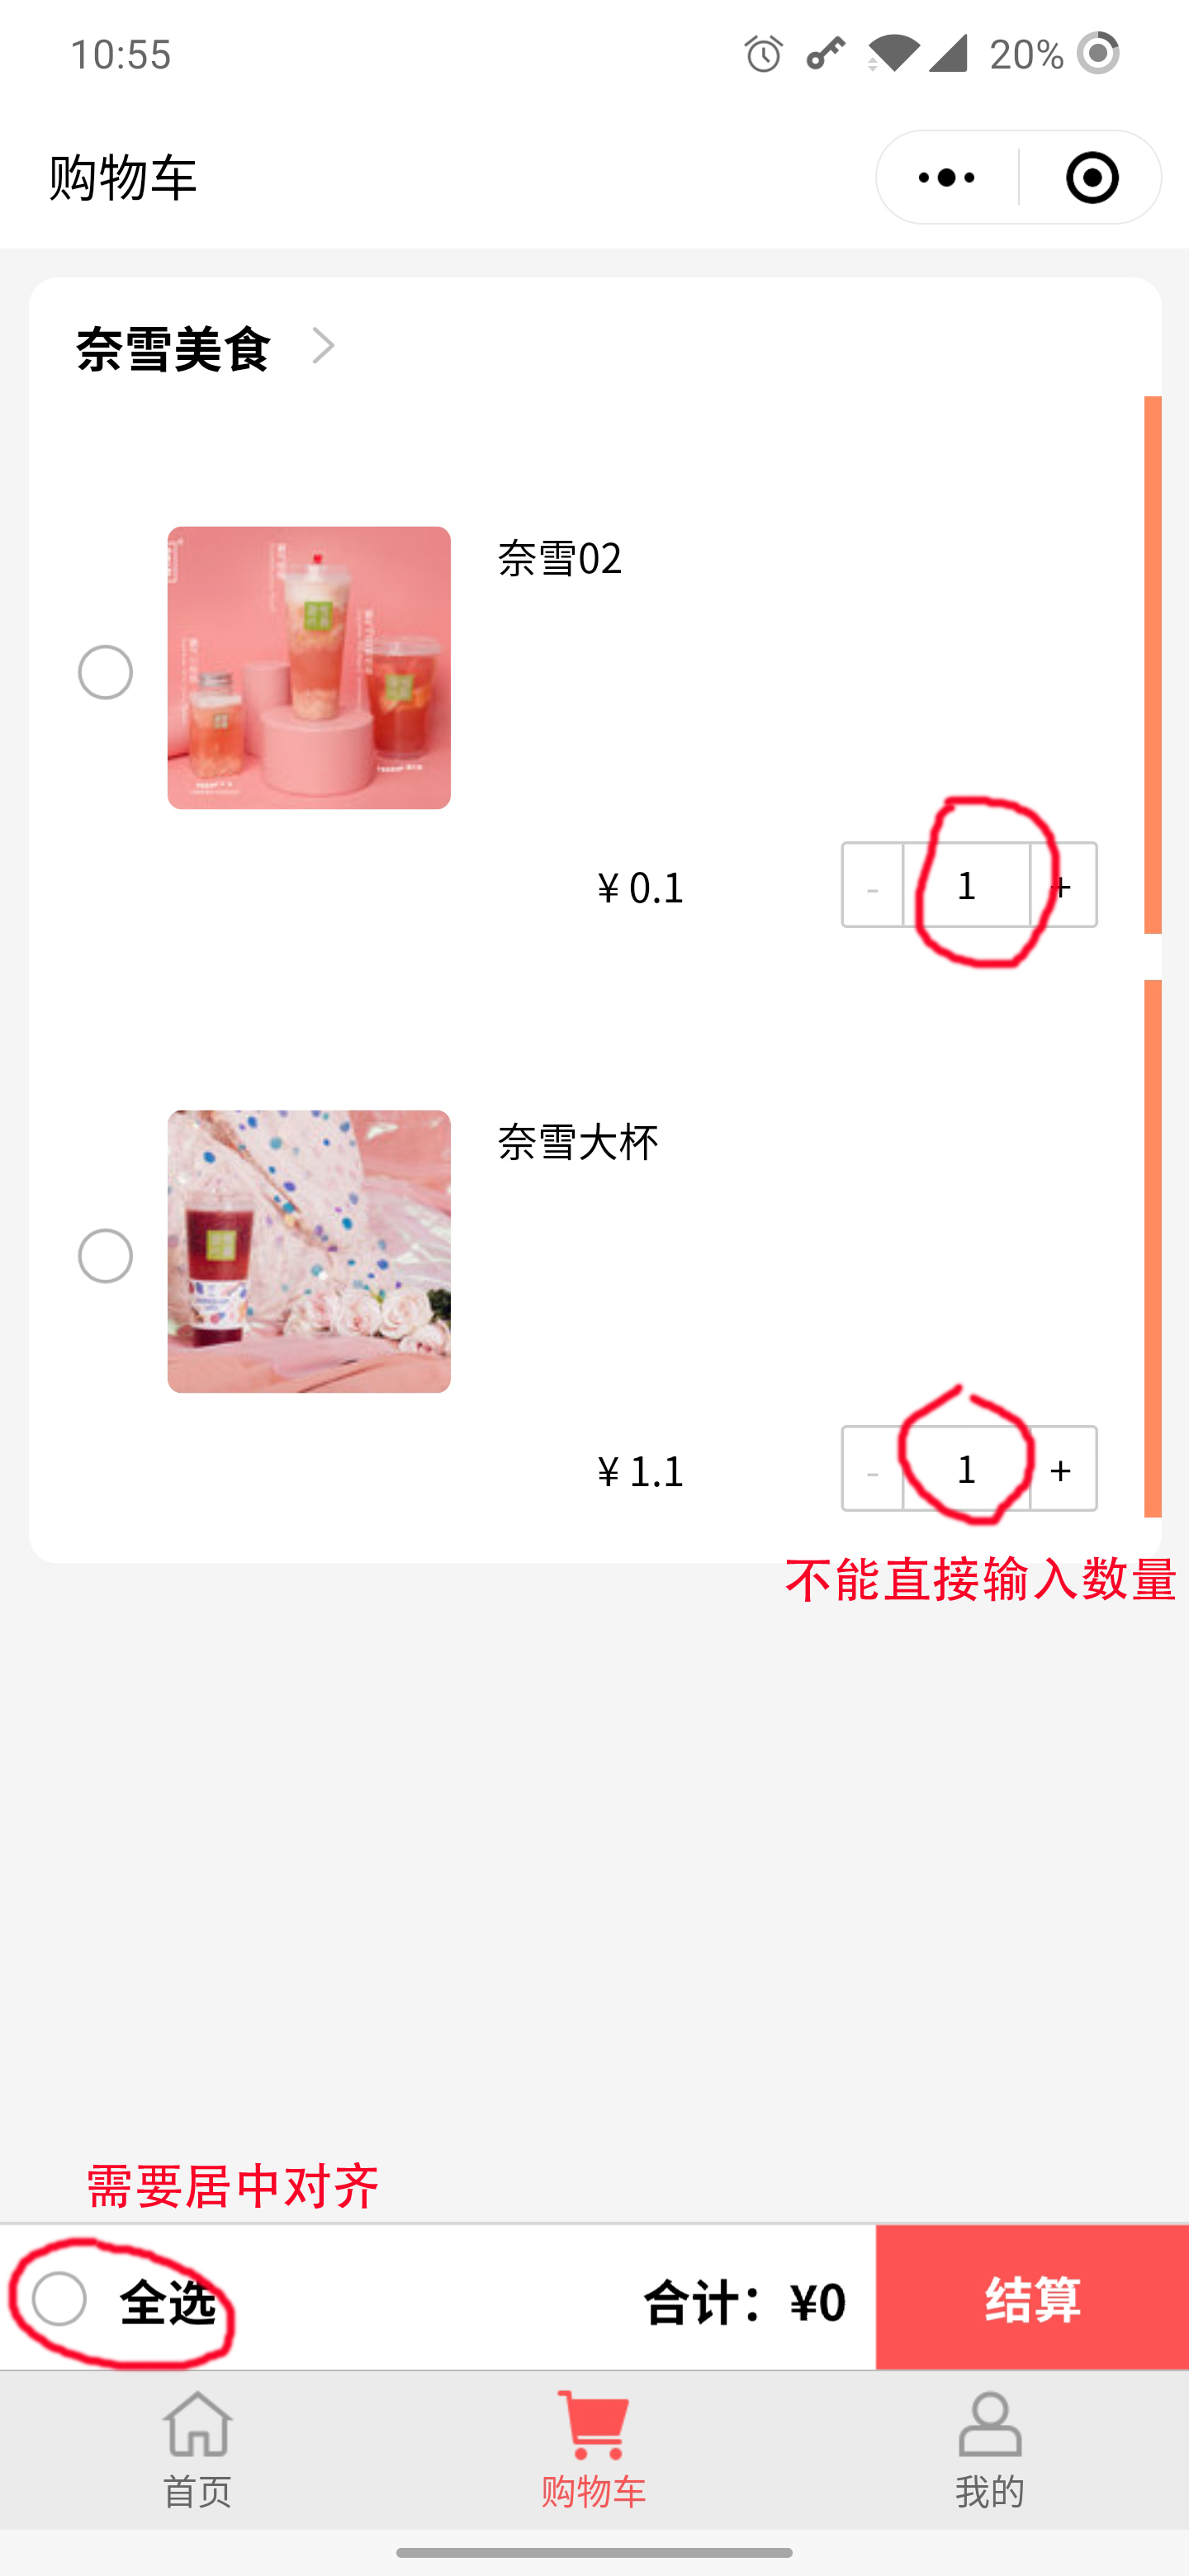 10:55
20%
购物车
奈雪美食
奈雪02
¥ 0.1
- 1 +
奈雪大杯
¥ 1.1
- 1 +
不能直接输入数量
需要居中对齐
全选
合计：¥0
结算
首页
购物车
我的